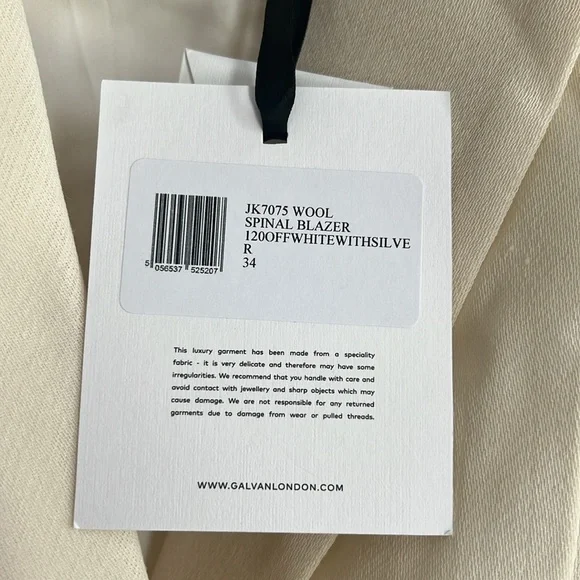 JK7075 WOOL
SPINAL BLAZER
120OFFWHITEWITHSILVE
R
34
5 056537 525207
This luxury garment has been made from a speciality
fabric - it is very delicate and therefore may have some
irregularities. We recommend that you handle with care and
avoid contact with jewellery and sharp objects which may
cause damage. We are not responsible for any returned
garments due to damage from wear or pulled threads.
WWW.GALVANLONDON.COM